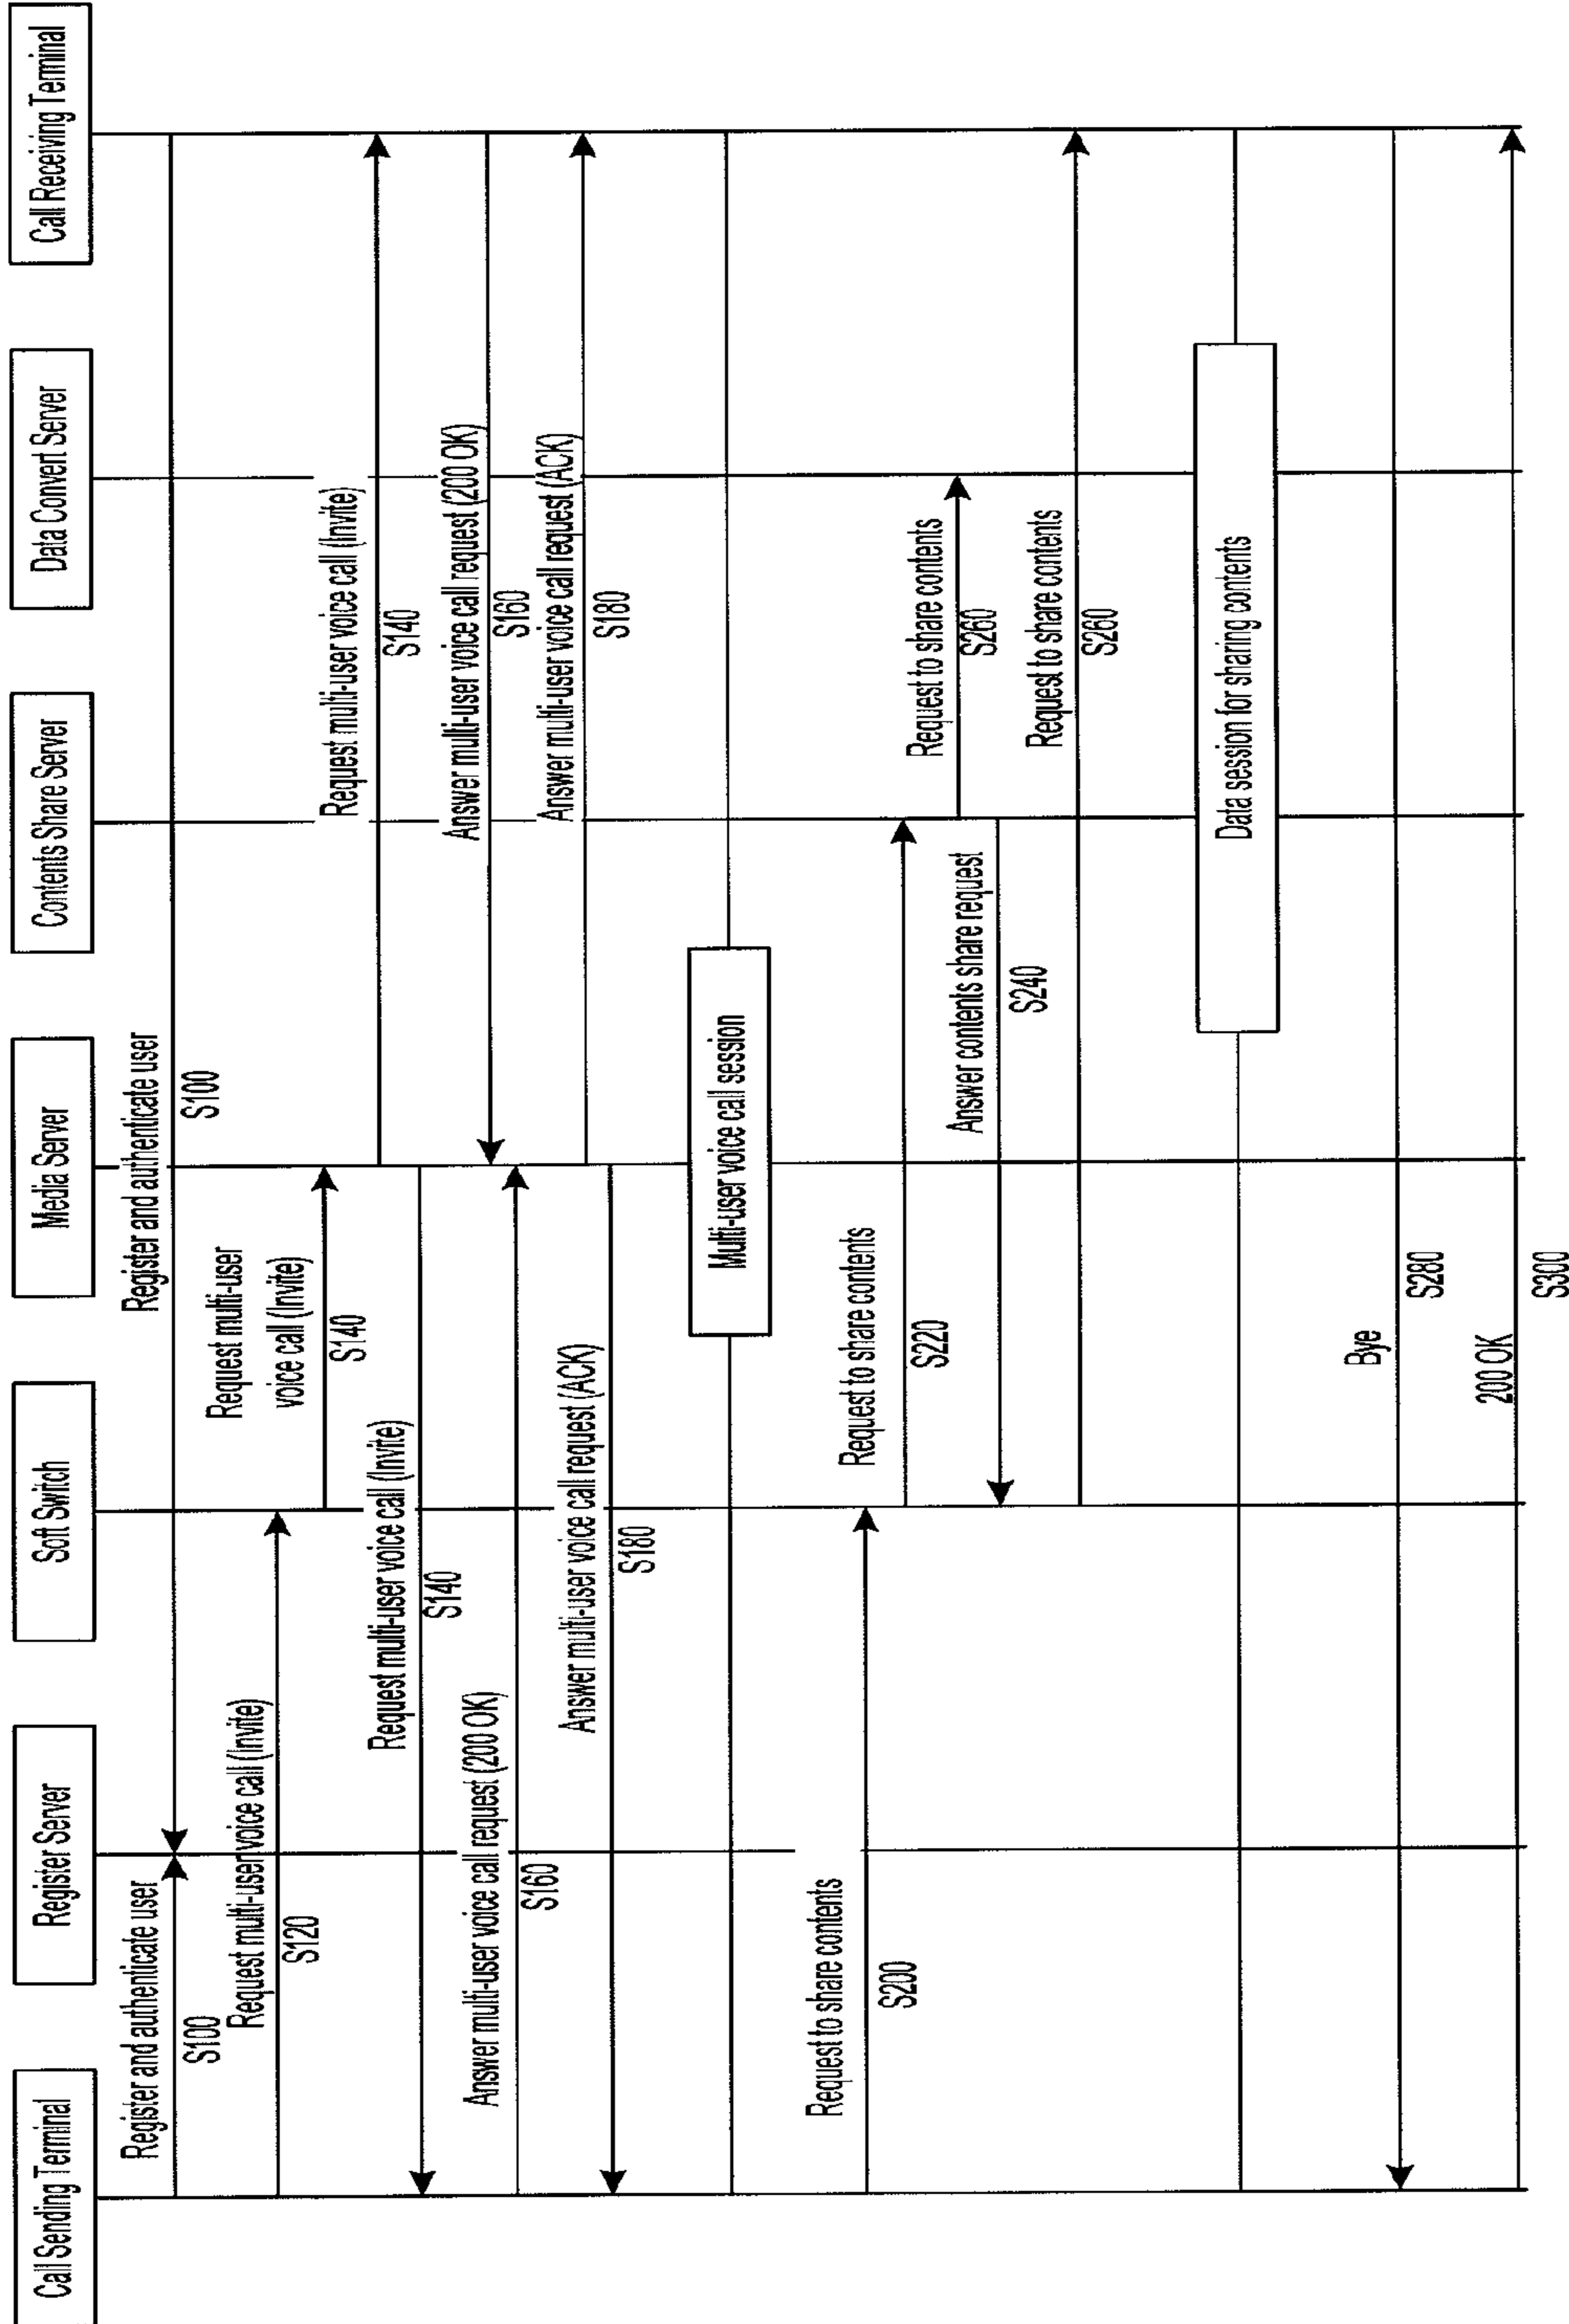 Call Sending Terminal
Register Server
Soft Switch
Media Server
Contents Share Server
Data Convert Server
Call Receiving Terminal
Register and authenticate user
S100
Register and authenticate user
S100
Request multi-user voice call (Invite)
S120
Request multi-user
voice call (Invite)
S140
Request multi-user voice call (Invite)
S140
Request multi-user voice call (Invite)
S140
Answer multi-user voice call request (200 OK)
S160
Answer multi-user voice call request (200 OK)
S160
Answer multi-user voice call request (ACK)
S180
Answer multi-user voice call request (ACK)
S180
Multi-user voice call session
Request to share contents
S200
Request to share contents
S220
Request to share contents
S260
Answer contents share request
S240
Request to share contents
S260
Data session for sharing contents
Bye
S280
200 OK
S300